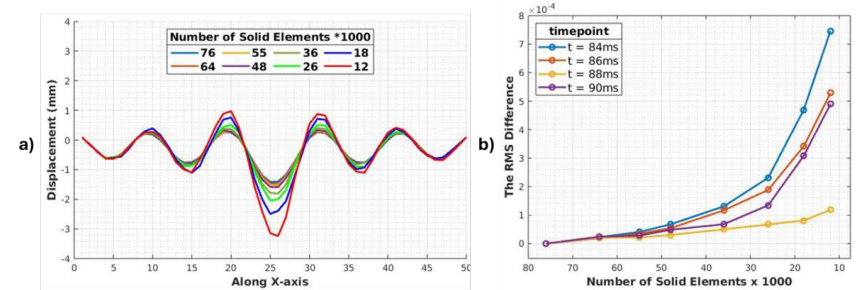 a)
Displacement (mm)
4
3
2
1
0
-1
-2
-3
-4
Number of Solid Elements *1000
76 55 36 18
64 48 26 12
0 5 10 15 20 25 30 35 40 45 50
Along X-axis
b)
The RMS Difference
8 ×10⁻⁴
7
6
5
4
3
2
1
0
timepoint
t = 84ms
t = 86ms
t = 88ms
t = 90ms
80 70 60 50 40 30 20 10
Number of Solid Elements x 1000